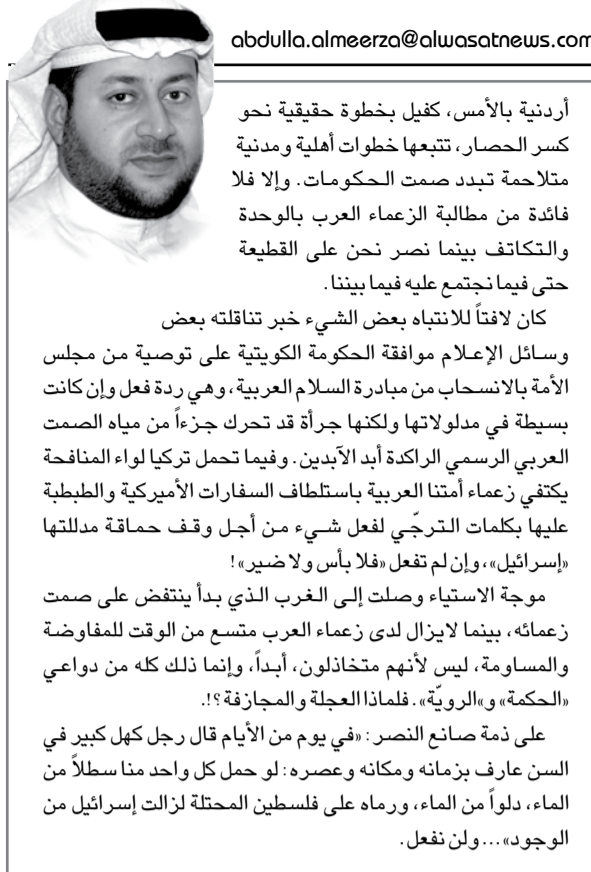 abdulla.almeerza@alwasatnews.com
أردنية بالأمس، كفيل بخطوة حقيقية نحو
كسر الحصار، تتبعها خطوات أهلية ومدنية
متلاحمة تبدد صمت الحكومات. وإلا فلا
فائدة من مطالبة الزعماء العرب بالوحدة
والتكاتف بينما نصر نحن على القطيعة
حتى فيما نجتمع عليه فيما بيننا.
كان لافتاً للانتباه بعض الشيء خبر تناقلته بعض
وسائل الإعلام موافقة الحكومة الكويتية على توصية من مجلس
الأمة بالانسحاب من مبادرة السلام العربية، وهي ردة فعل وإن كانت
بسيطة في مدلولاتها ولكنها جرأة قد تحرك جزءاً من مياه الصمت
العربي الرسمي الراكدة أبد الآبدين. وفيما تحمل تركيا لواء المنافحة
يكتفي زعماء أمتنا العربية باستلطاف السفارات الأميركية والطبطبة
عليها بكلمات الترجّي لفعل شيء من أجل وقف حماقة مدللتها
«إسرائيل»، وإن لم تفعل «فلا بأس ولا ضير»!
موجة الاستياء وصلت إلى الغرب الذي بدأ ينتفض على صمت
زعمائه، بينما لايزال لدى زعماء العرب متسع من الوقت للمفاوضة
والمساومة، ليس لأنهم متخاذلون، أبداً، وإنما ذلك كله من دواعي
«الحكمة» و»الرويّة». فلماذا العجلة والمجازفة؟!.
على ذمة صانع النصر: «في يوم من الأيام قال رجل كهل كبير في
السن عارف بزمانه ومكانه وعصره: لو حمل كل واحد منا سطلاً من
الماء، دلواً من الماء، ورماه على فلسطين المحتلة لزالت إسرائيل من
الوجود»... ولن نفعل.